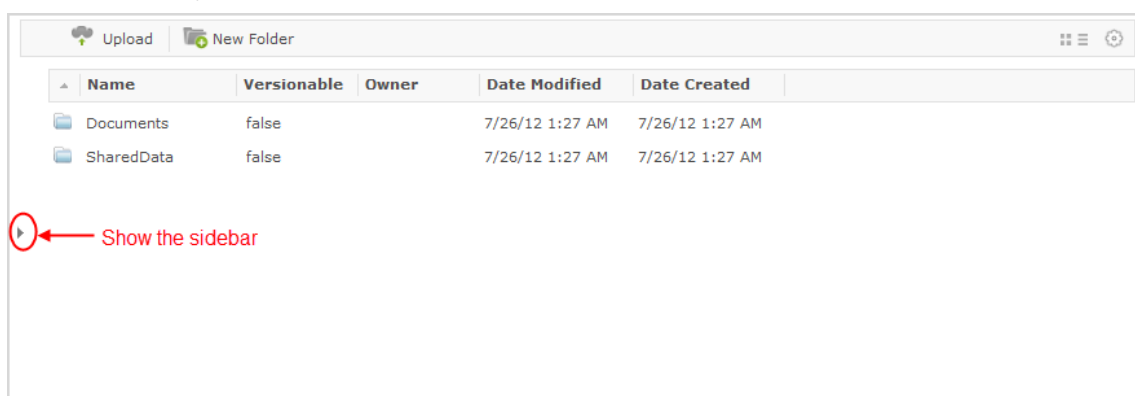 Upload New Folder
Name Versionable Owner Date Modified Date Created
Documents false 7/26/12 1:27 AM 7/26/12 1:27 AM
SharedData false 7/26/12 1:27 AM 7/26/12 1:27 AM
Show the sidebar